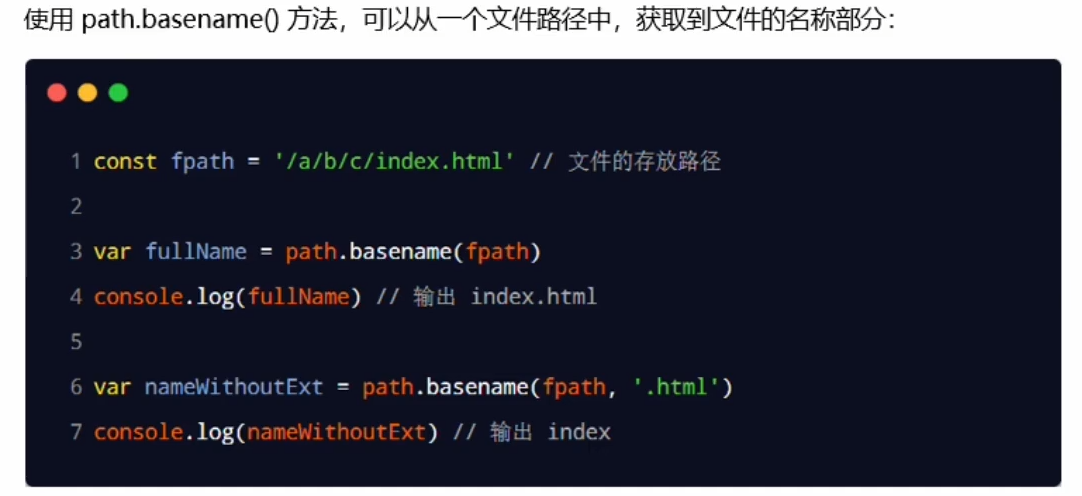 使用 path.basename() 方法，可以从一个文件路径中，获取到文件的名称部分：
1 const fpath = '/a/b/c/index.html' // 文件的存放路径
2
3 var fullName = path.basename(fpath)
4 console.log(fullName) // 输出 index.html
5
6 var nameWithoutExt = path.basename(fpath, '.html')
7 console.log(nameWithoutExt) // 输出 index